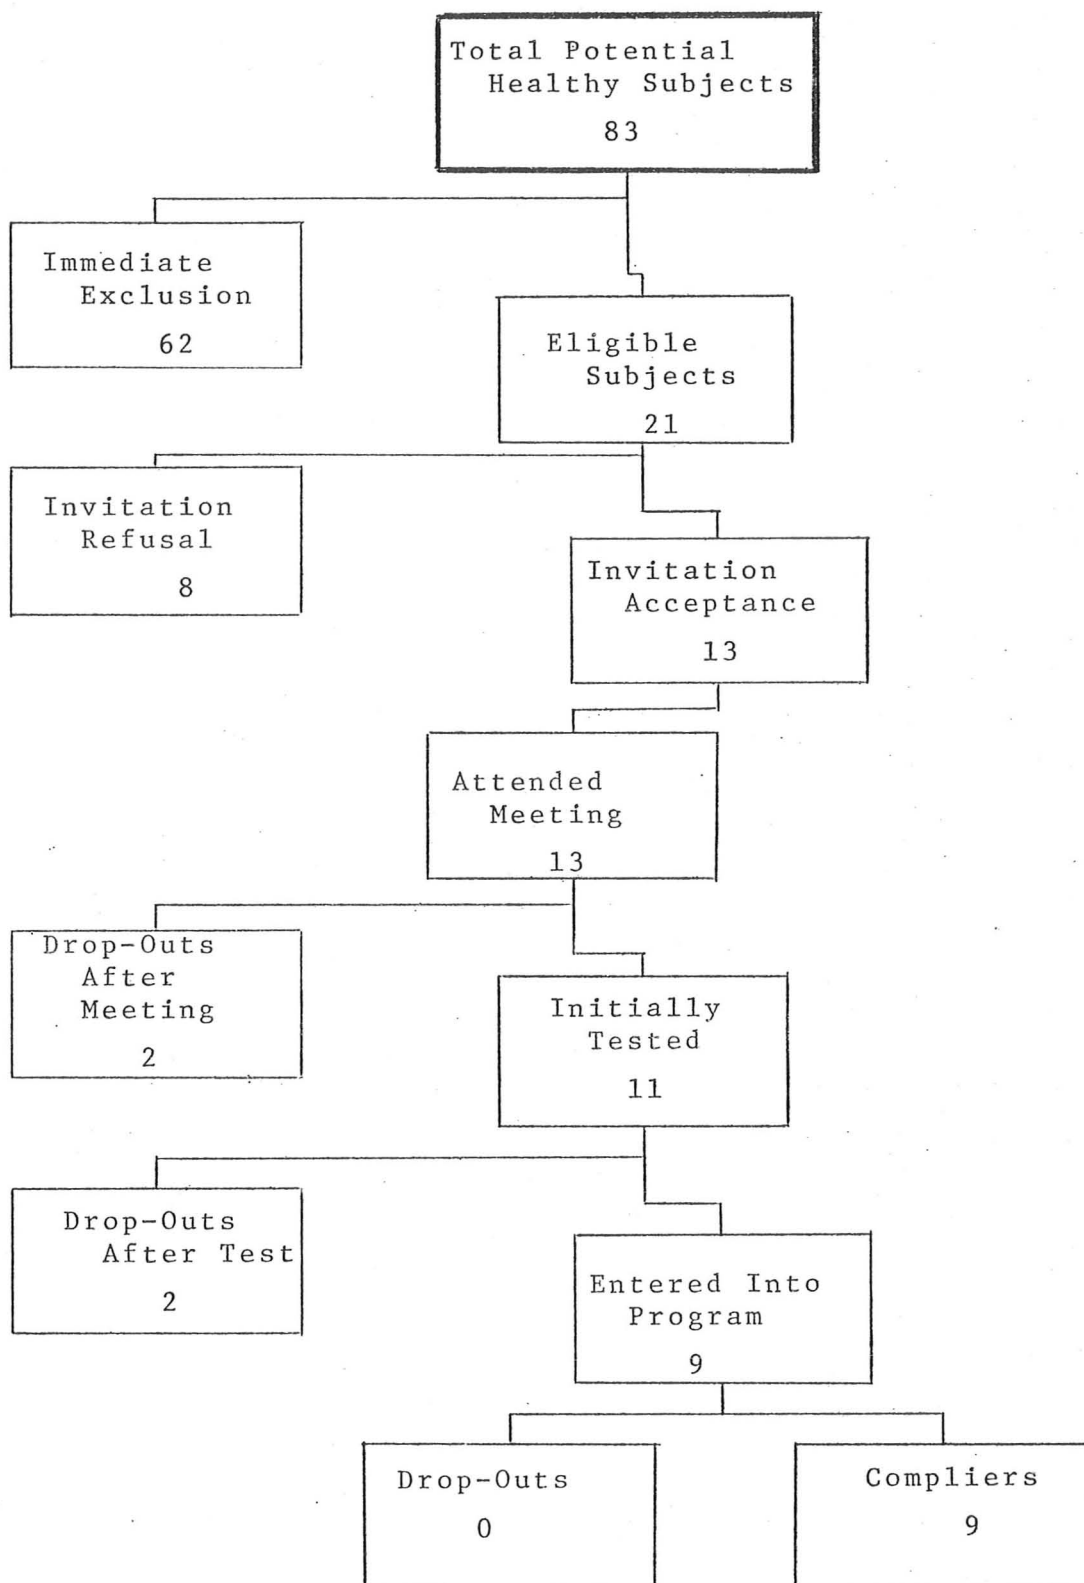 Total Potential
Healthy Subjects
83
Immediate
Exclusion
62
Eligible
Subjects
21
Invitation
Refusal
8
Invitation
Acceptance
13
Attended
Meeting
13
Drop-Outs
After
Meeting
2
Initially
Tested
11
Drop-Outs
After Test
2
Entered Into
Program
9
Drop-Outs
0
Compliers
9